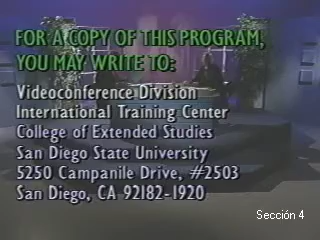 FOR A COPY OF THIS PROGRAM,
YOU MAY WRITE TO:
Videoconference Division
International Training Center
College of Extended Studies
San Diego State University
5250 Campanile Drive, #2503
San Diego, CA 92182-1920
Sección 4